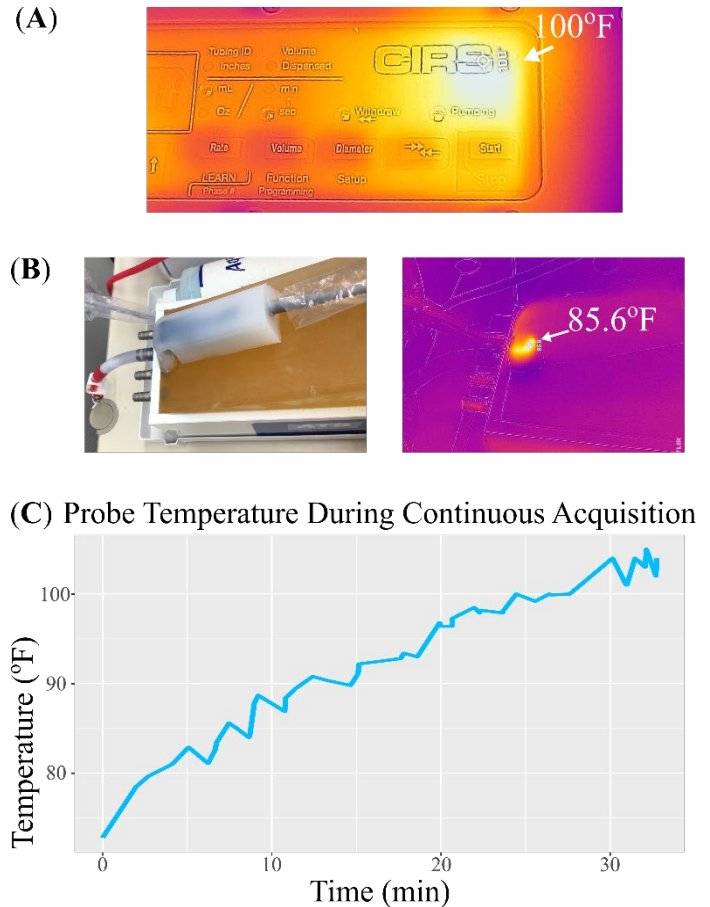 (A)
100°F
Tubing ID Volume
inches Dispensed
CIRS
mL min
Oz sec Withdraw Pumping
Rate Volume Diameter Start
LEARN Function Setup Stop
Phase # Programming
(B)
85.6°F
(C) Probe Temperature During Continuous Acquisition
Temperature (°F)
100
90
80
0 10 20 30
Time (min)